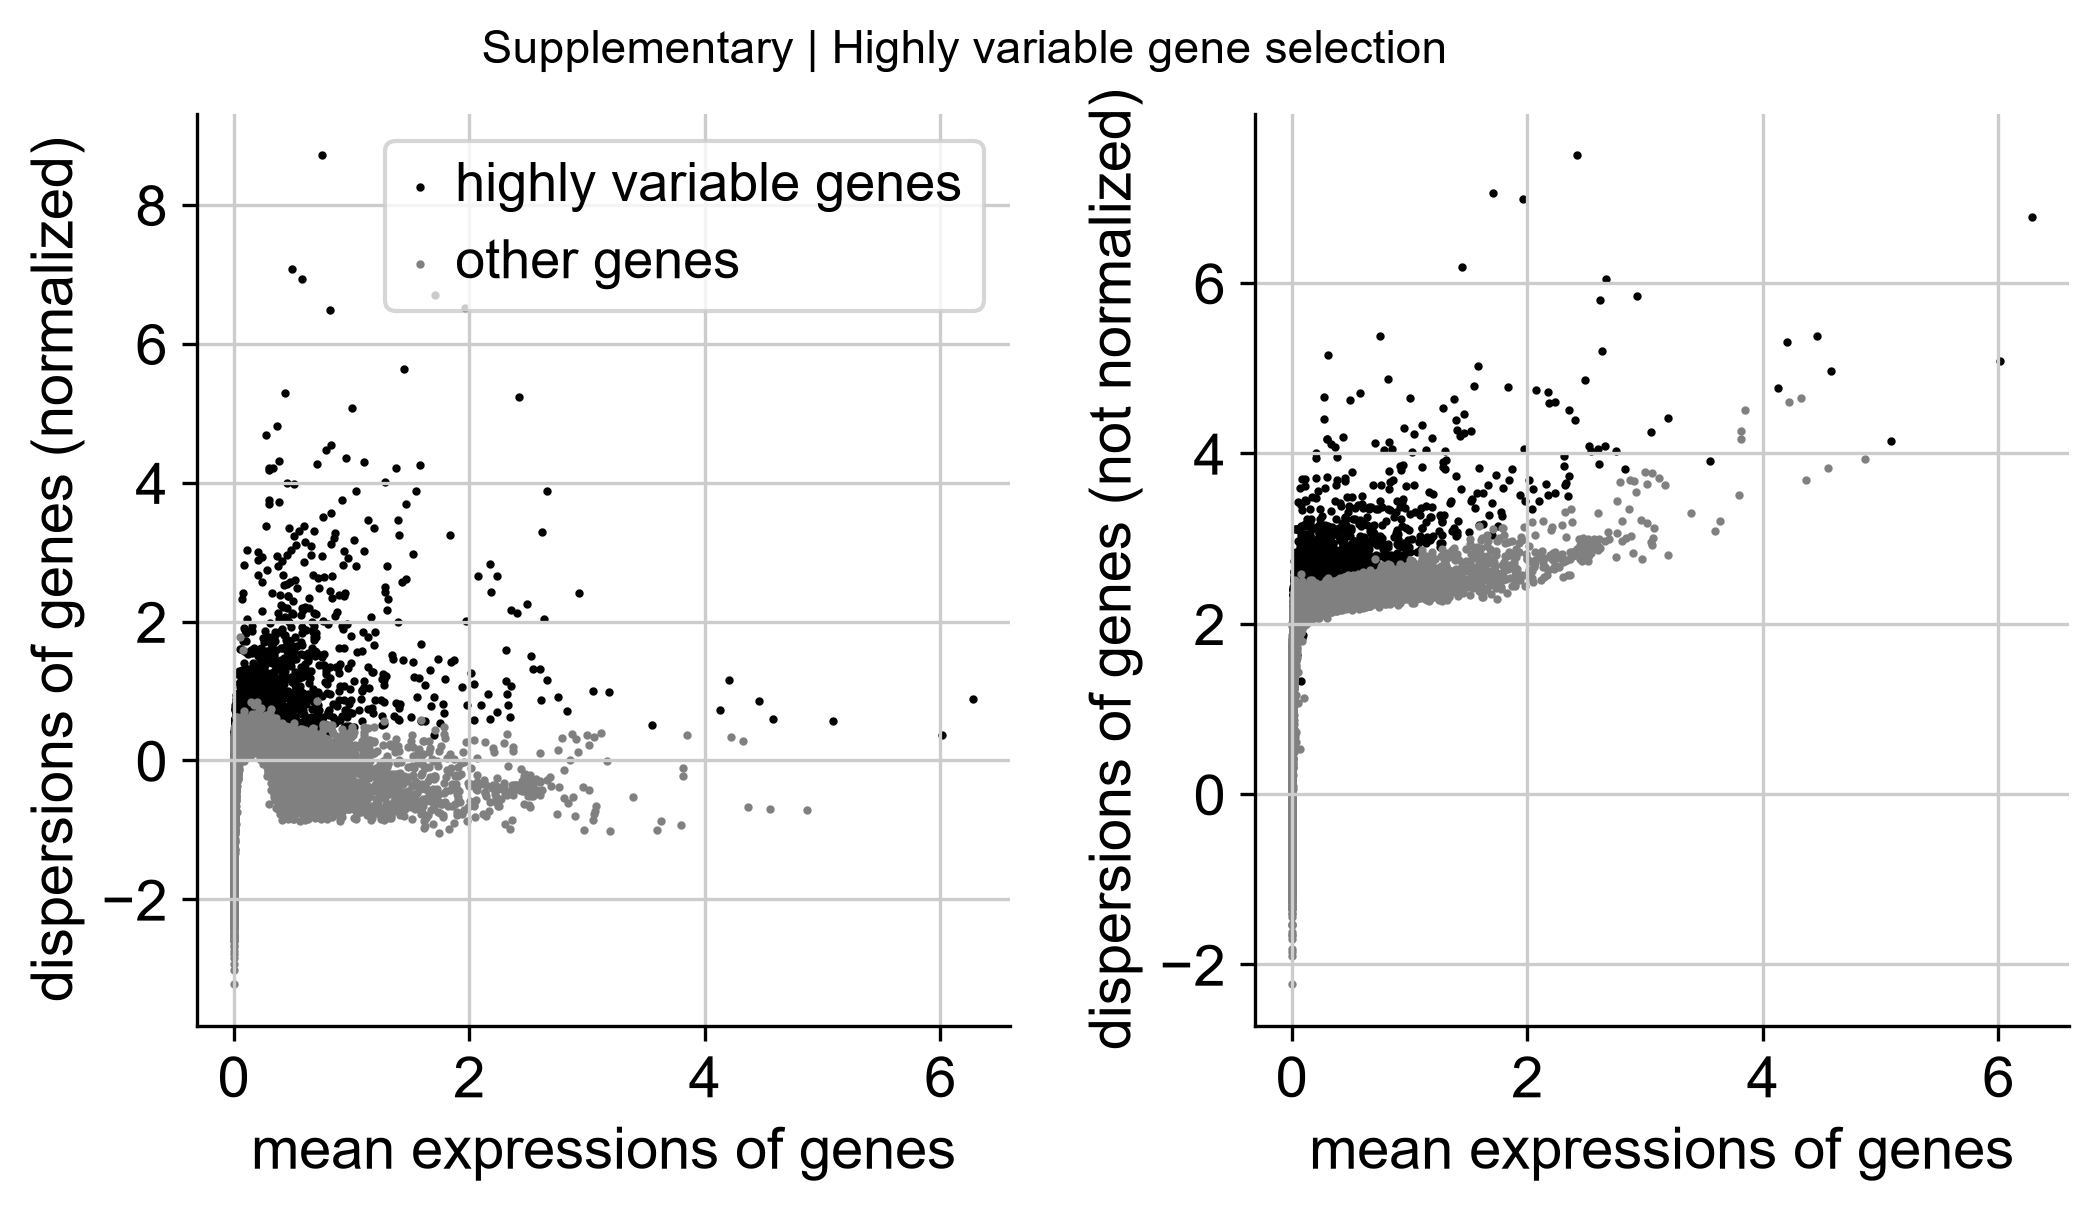 Supplementary | Highly variable gene selection
dispersions of genes (normalized)
8
6
4
2
0
−2
highly variable genes
other genes
0 2 4 6
mean expressions of genes
dispersions of genes (not normalized)
6
4
2
0
−2
0 2 4 6
mean expressions of genes